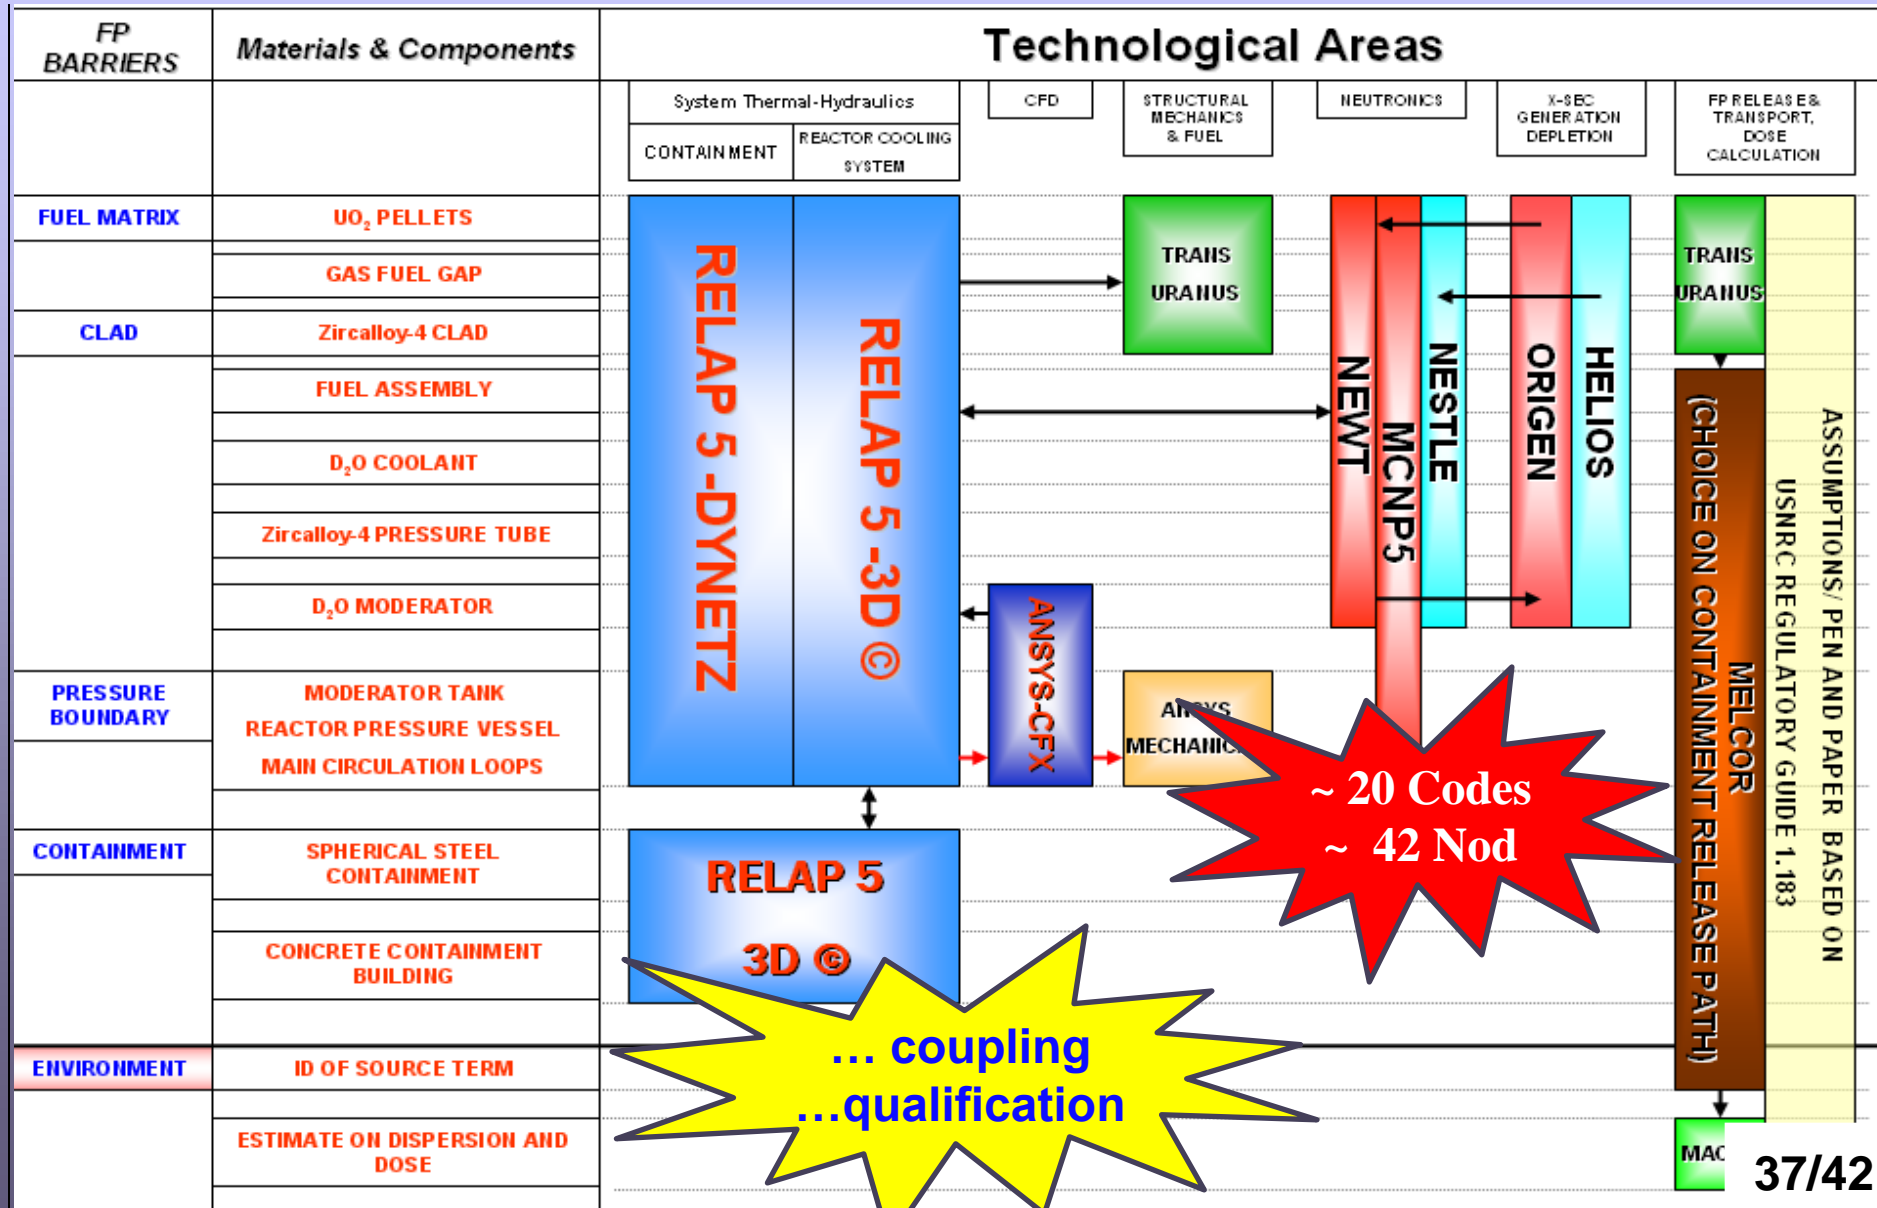 FP
BARRIERS
Materials & Components
Technological Areas
System Thermal-Hydraulics
CONTAINMENT
REACTOR COOLING
SYSTEM
CFD
STRUCTURAL
MECHANICS
& FUEL
NEUTRONICS
X-SEC
GENERATION
DEPLETION
FP RELEASE &
TRANSPORT,
DOSE
CALCULATION
FUEL MATRIX
UO₂ PELLETS
GAS FUEL GAP
CLAD
Zircalloy-4 CLAD
FUEL ASSEMBLY
D₂O COOLANT
Zircalloy-4 PRESSURE TUBE
D₂O MODERATOR
PRESSURE
BOUNDARY
MODERATOR TANK
REACTOR PRESSURE VESSEL
MAIN CIRCULATION LOOPS
CONTAINMENT
SPHERICAL STEEL
CONTAINMENT
CONCRETE CONTAINMENT
BUILDING
ENVIRONMENT
ID OF SOURCE TERM
ESTIMATE ON DISPERSION AND
DOSE
RELAP 5 -DYNETZ
RELAP 5 -3D ©
RELAP 5
3D ©
ANSYS-CFX
TRANS
URANUS
ANSYS
MECHANIC
NEWT
MCNP5
NESTLE
ORIGEN
HELIOS
TRANS
URANUS
MELCOR
(CHOICE ON CONTAINMENT RELEASE PATH)
ASSUMPTIONS/ PEN AND PAPER BASED ON
USNRC REGULATORY GUIDE 1.183
~ 20 Codes
~ 42 Nod
... coupling
...qualification
37/42